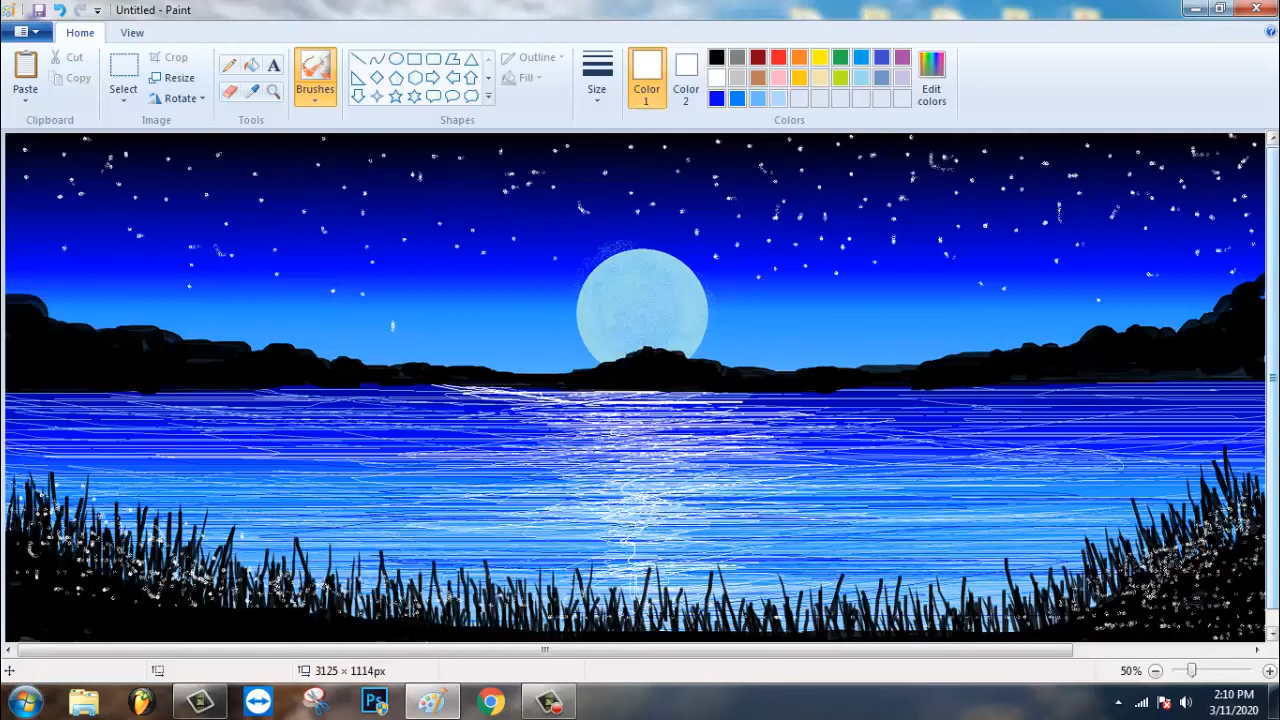 Untitled - Paint
Home View
Paste
Cut
Copy
Clipboard
Select
Crop
Resize
Rotate
Image
A
Tools
Brushes
Outline
Fill
Shapes
Size
Color 1
Color 2
Edit colors
Colors
3125 × 1114px
50%
Ps
2:10 PM
3/11/2020